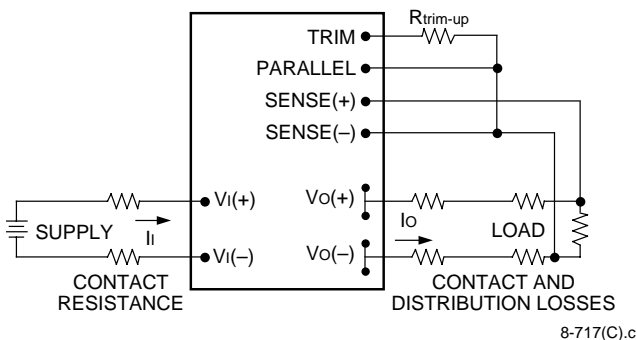 Rtrim-up
TRIM
PARALLEL
SENSE(+)
SENSE(–)
VI(+)
VO(+)
SUPPLY
II
IO
LOAD
VI(–)
VO(–)
CONTACT
RESISTANCE
CONTACT AND
DISTRIBUTION LOSSES
8-717(C).c